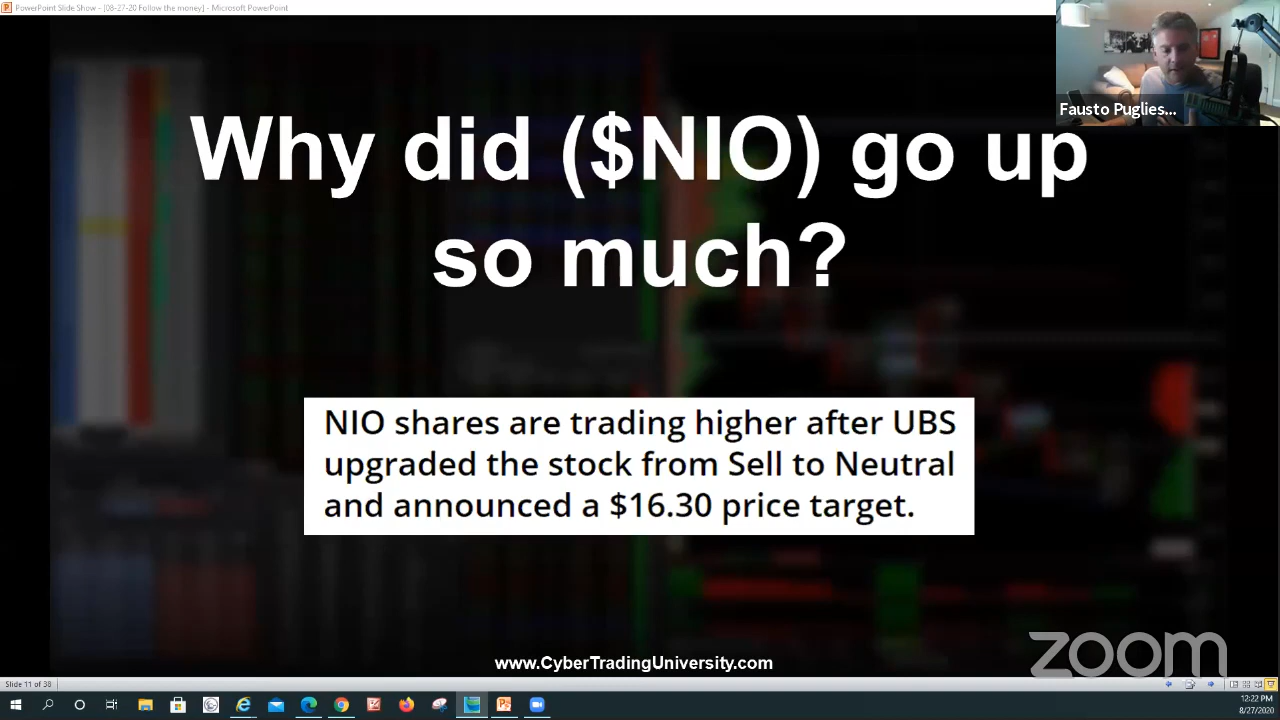 PowerPoint Slide Show - [08-27-20 Follow the money] - Microsoft PowerPoint
Fausto Puglies...
Why did ($NIO) go up
so much?
NIO shares are trading higher after UBS
upgraded the stock from Sell to Neutral
and announced a $16.30 price target.
zoom
www.CyberTradingUniversity.com
Slide 11 of 38
12:22 PM
8/27/2020